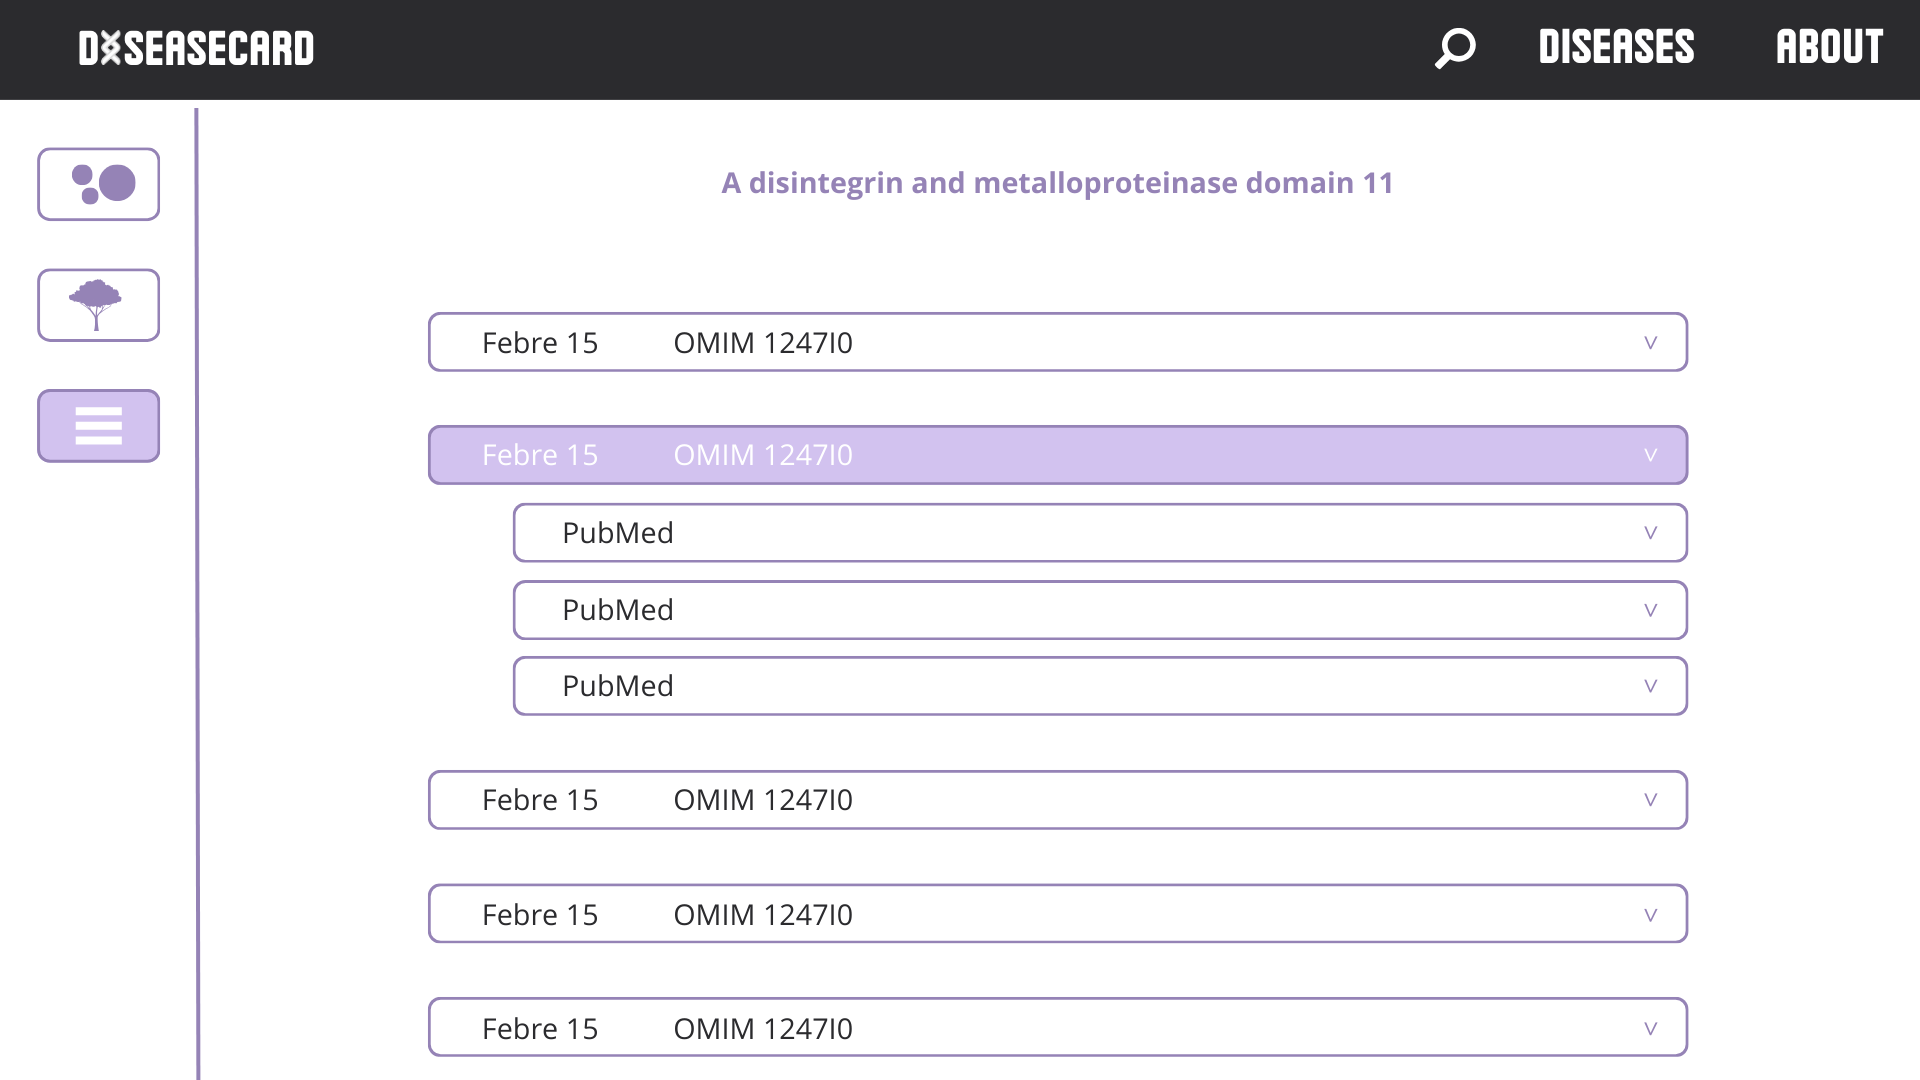 DISEASECARD
DISEASES
ABOUT
A disintegrin and metalloproteinase domain 11
Febre 15 OMIM 1247I0 v
Febre 15 OMIM 1247I0 v
PubMed v
PubMed v
PubMed v
Febre 15 OMIM 1247I0 v
Febre 15 OMIM 1247I0 v
Febre 15 OMIM 1247I0 v